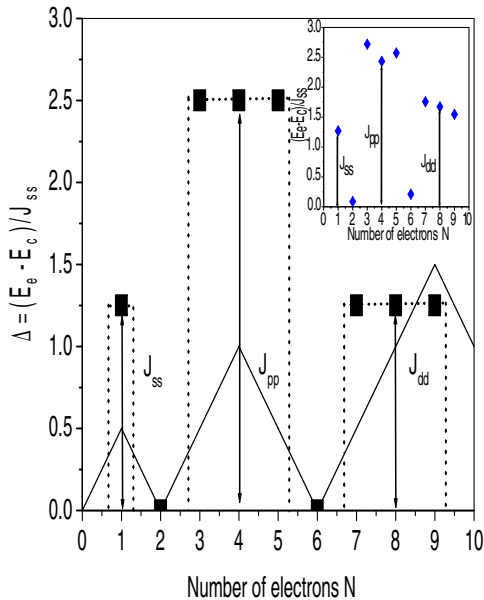 3.0
2.5
2.0
1.5
1.0
0.5
0.0
0 1 2 3 4 5 6 7 8 9 10
Number of electrons N
Δ = (E_e - E_c) / J_ss
J_ss
J_pp
J_dd
3.0
2.5
2.0
1.5
1.0
0.5
0.0
0 1 2 3 4 5 6 7 8 9 10
Number of electrons N
(E_e-E_c)/J_ss
J_ss
J_pp
J_dd